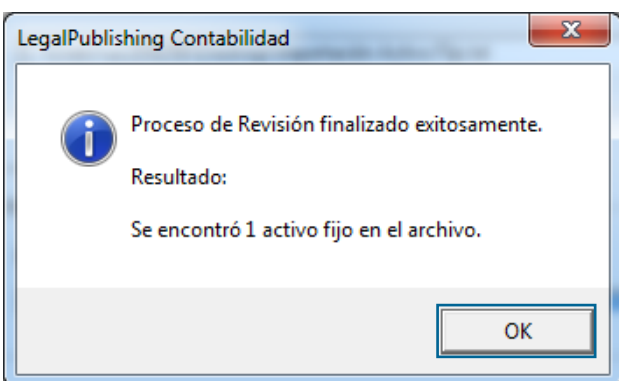 LegalPublishing Contabilidad
Proceso de Revisión finalizado exitosamente.
Resultado:
Se encontró 1 activo fijo en el archivo.
OK